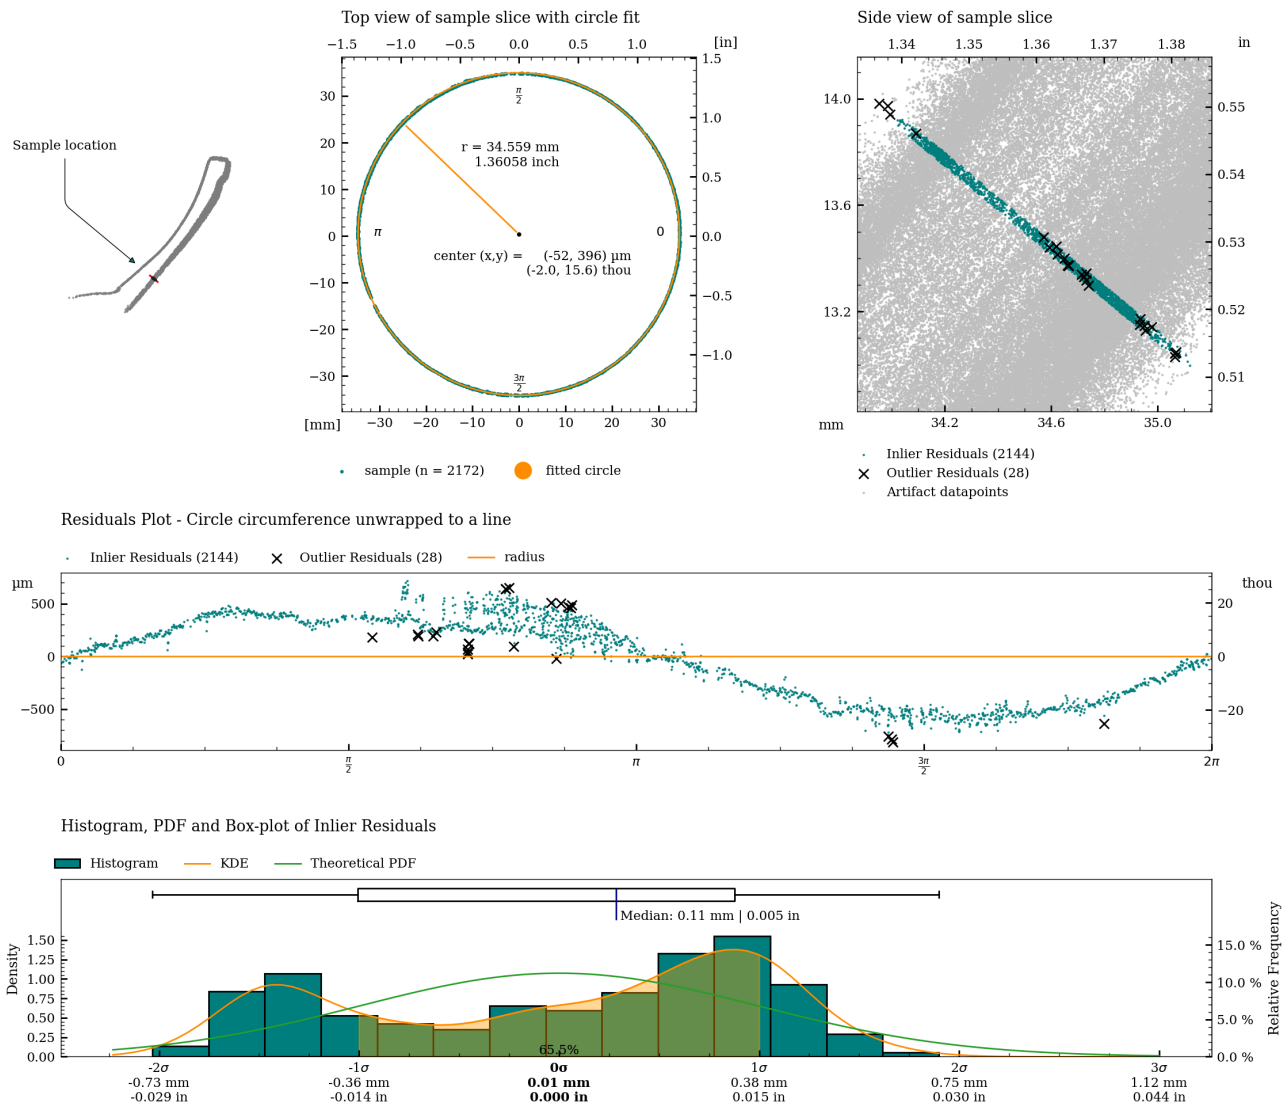 Sample location
Top view of sample slice with circle fit
−1.5 −1.0 −0.5 0.0 0.5 1.0 [in]
30 20 10 0 −10 −20 −30
1.5 1.0 0.5 0.0 −0.5 −1.0
π/2
r = 34.559 mm
1.36058 inch
π 0
center (x,y) = (-52, 396) µm
(-2.0, 15.6) thou
3π/2
[mm] −30 −20 −10 0 10 20 30
sample (n = 2172) fitted circle
Side view of sample slice
1.34 1.35 1.36 1.37 1.38 in
14.0 13.6 13.2
0.55 0.54 0.53 0.52 0.51
mm 34.2 34.6 35.0
Inlier Residuals (2144)
Outlier Residuals (28)
Artifact datapoints
Residuals Plot - Circle circumference unwrapped to a line
Inlier Residuals (2144) Outlier Residuals (28) radius
µm thou
500 20
0 0
−500 −20
0 π/2 π 3π/2 2π
Histogram, PDF and Box-plot of Inlier Residuals
Histogram KDE Theoretical PDF
Median: 0.11 mm | 0.005 in
Density
1.50 1.25 1.00 0.75 0.50 0.25 0.00
Relative Frequency
15.0 % 10.0 % 5.0 % 0.0 %
65.5%
-2σ -1σ 0σ 1σ 2σ 3σ
-0.73 mm -0.36 mm 0.01 mm 0.38 mm 0.75 mm 1.12 mm
-0.029 in -0.014 in 0.000 in 0.015 in 0.030 in 0.044 in